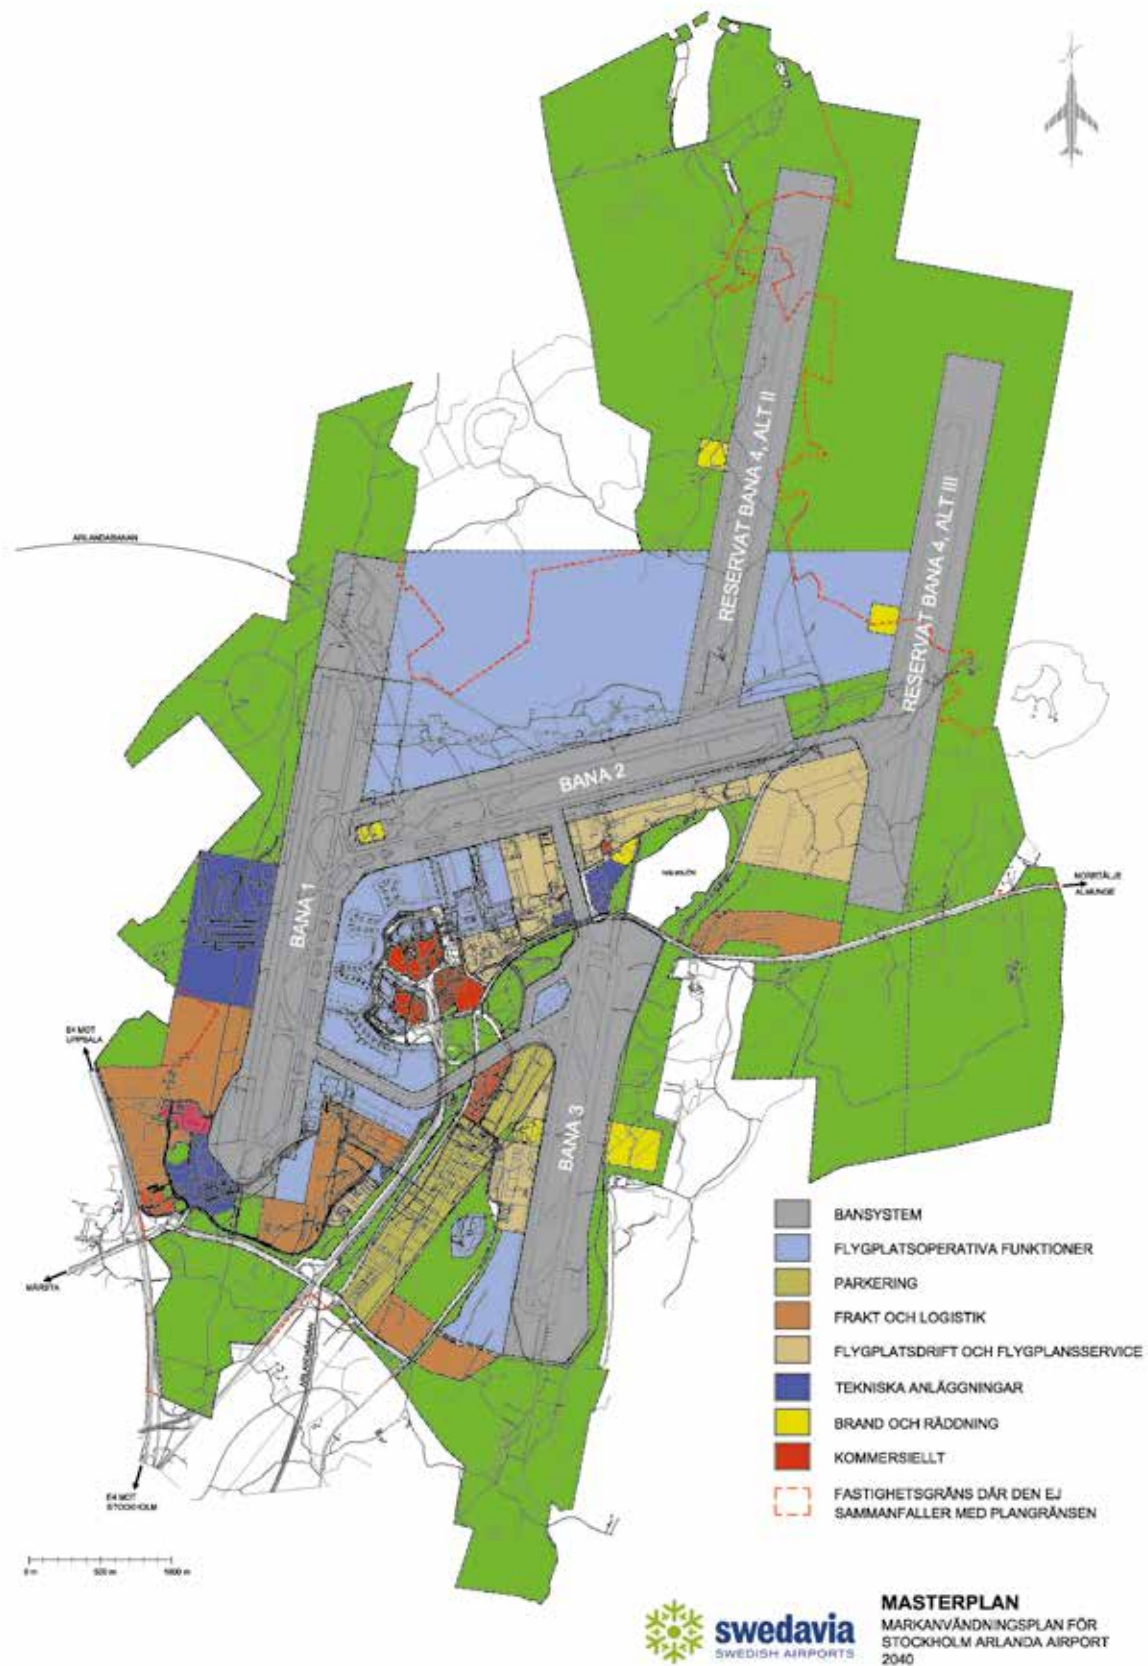 RESERVAT BANA 4, ALT II
RESERVAT BANA 4, ALT III
ARLANDABANAN
BANA 2
BANA 1
NORRTÄLJE
ALMUNGE
E4 MOT
UPPSALA
BANA 3
MÄRSTA
ARLANDABANAN
E4 MOT
STOCKHOLM
BANSYSTEM
FLYGPLATSOPERATIVA FUNKTIONER
PARKERING
FRAKT OCH LOGISTIK
FLYGPLATSDRIFT OCH FLYGPLANSSERVICE
TEKNISKA ANLÄGGNINGAR
BRAND OCH RÄDDNING
KOMMERSIELLT
FASTIGHETSGRÄNS DÄR DEN EJ
SAMMANFALLER MED PLANGRÄNSEN
0 m 500 m 1000 m
swedavia
SWEDISH AIRPORTS
MASTERPLAN
MARKANVÄNDNINGSPLAN FÖR
STOCKHOLM ARLANDA AIRPORT
2040